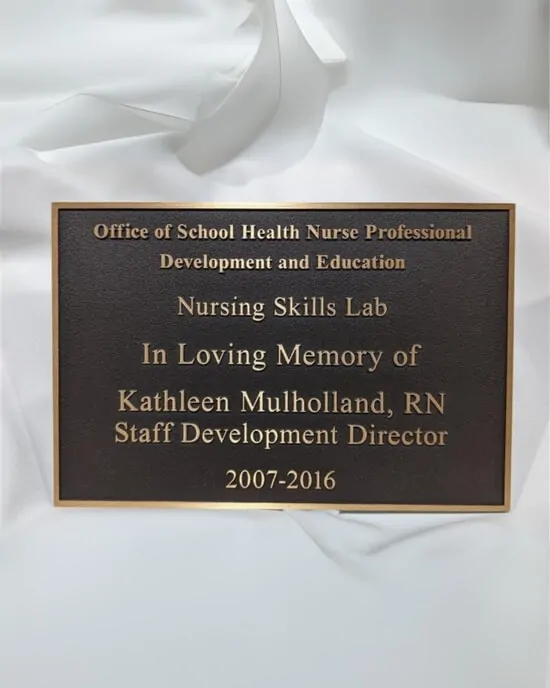 Office of School Health Nurse Professional
Development and Education
Nursing Skills Lab
In Loving Memory of
Kathleen Mulholland, RN
Staff Development Director
2007-2016